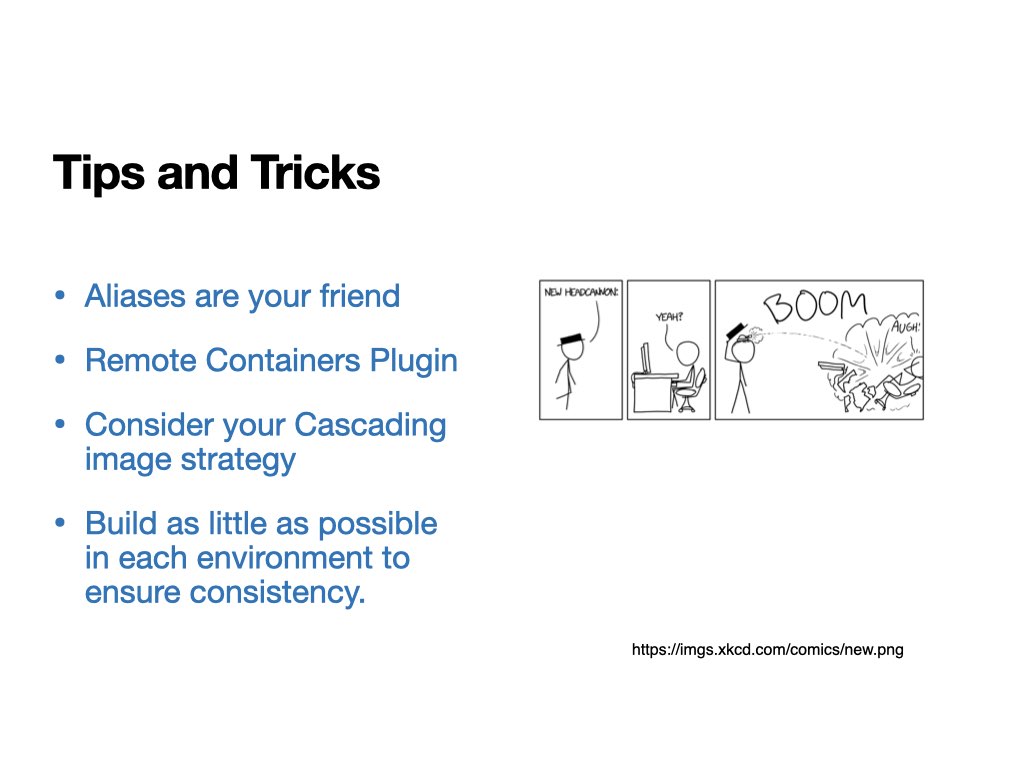 Tips and Tricks
• Aliases are your friend
• Remote Containers Plugin
• Consider your Cascading
image strategy
• Build as little as possible
in each environment to
ensure consistency.
NEW HEADCANNON:
YEAH?
BOOM
AUGH!
https://imgs.xkcd.com/comics/new.png